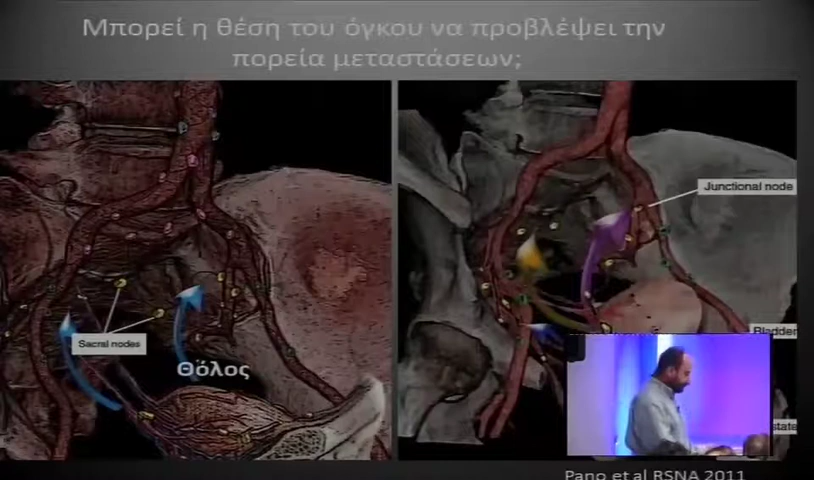 Μπορεί η θέση του όγκου να προβλέψει την
πορεία μεταστάσεων;
Junctional node
Sacral nodes
Bladder
Θόλος
state
Pano et al RSNA 2011